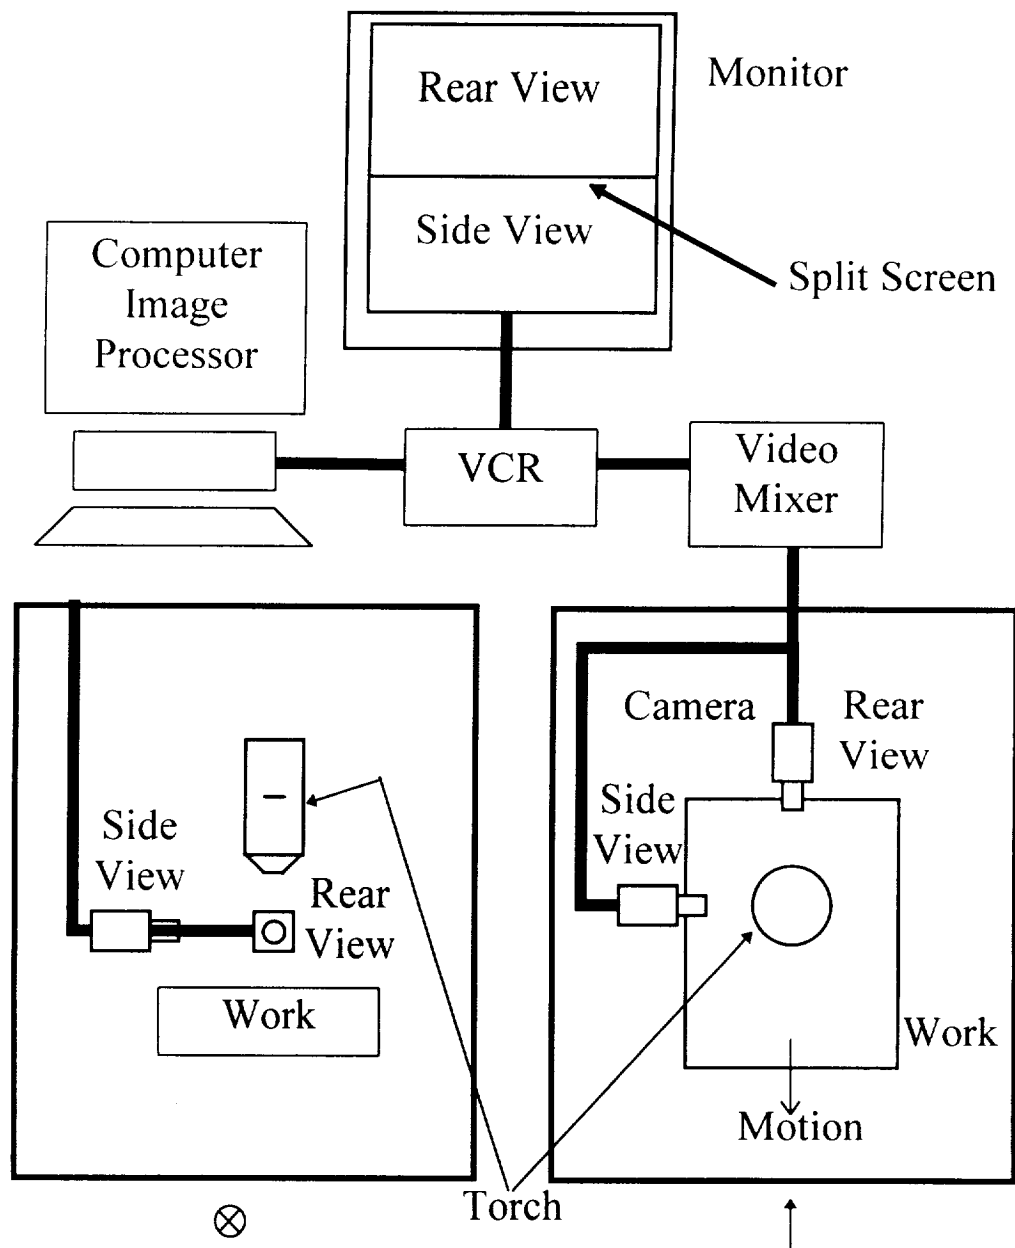 Rear View
Monitor
Side View
Split Screen
Computer
Image
Processor
VCR
Video
Mixer
Camera
Rear
View
Side
View
Side
View
Rear
View
Work
Work
Motion
Torch